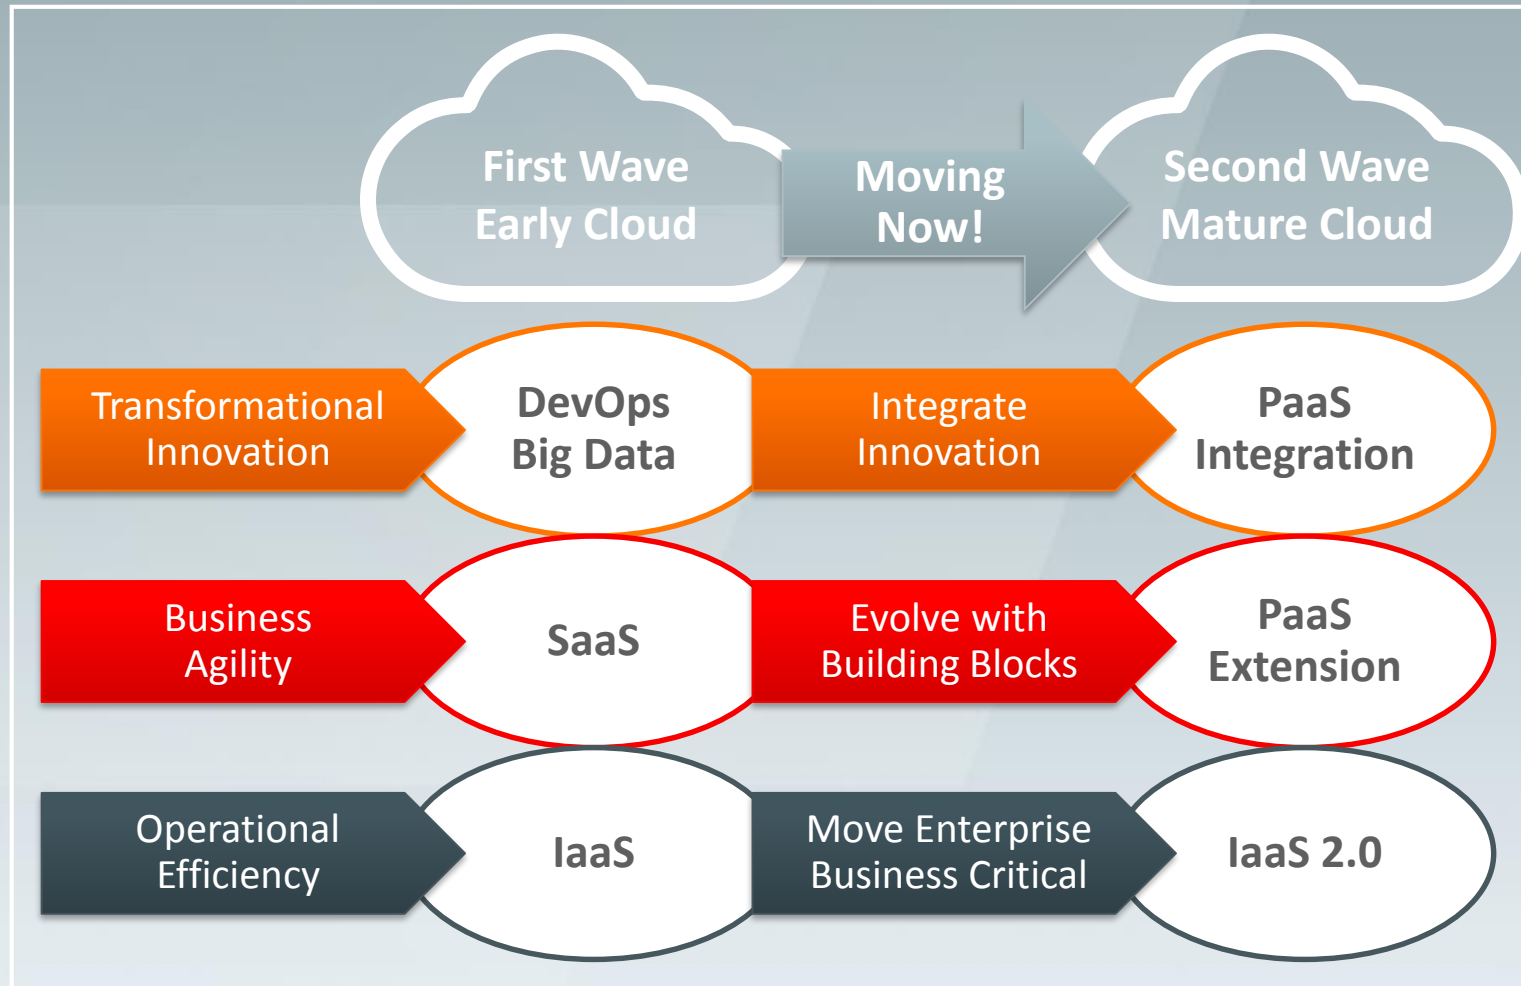 First Wave
Early Cloud
Moving
Now!
Second Wave
Mature Cloud
Transformational
Innovation
DevOps
Big Data
Integrate
Innovation
PaaS
Integration
Business
Agility
SaaS
Evolve with
Building Blocks
PaaS
Extension
Operational
Efficiency
IaaS
Move Enterprise
Business Critical
IaaS 2.0